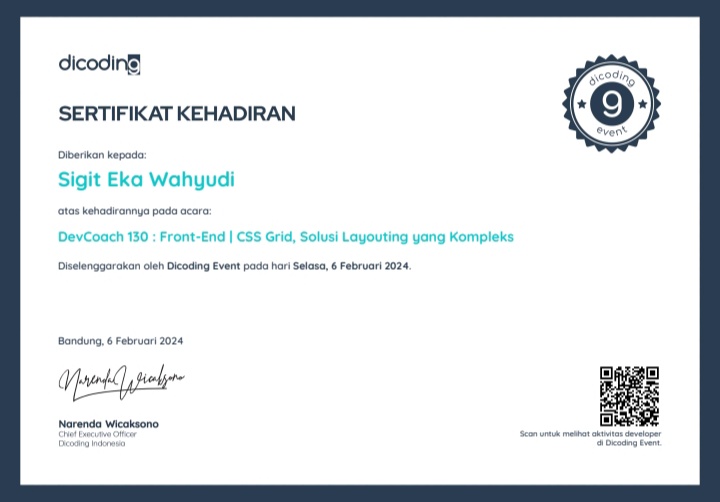 dicoding
SERTIFIKAT KEHADIRAN
dicoding
event
Diberikan kepada:
Sigit Eka Wahyudi
atas kehadirannya pada acara:
DevCoach 130 : Front-End | CSS Grid, Solusi Layouting yang Kompleks
Diselenggarakan oleh Dicoding Event pada hari Selasa, 6 Februari 2024.
Bandung, 6 Februari 2024
Narenda Wicaksono
Narenda Wicaksono
Chief Executive Officer
Dicoding Indonesia
Scan untuk melihat aktivitas developer
di Dicoding Event.